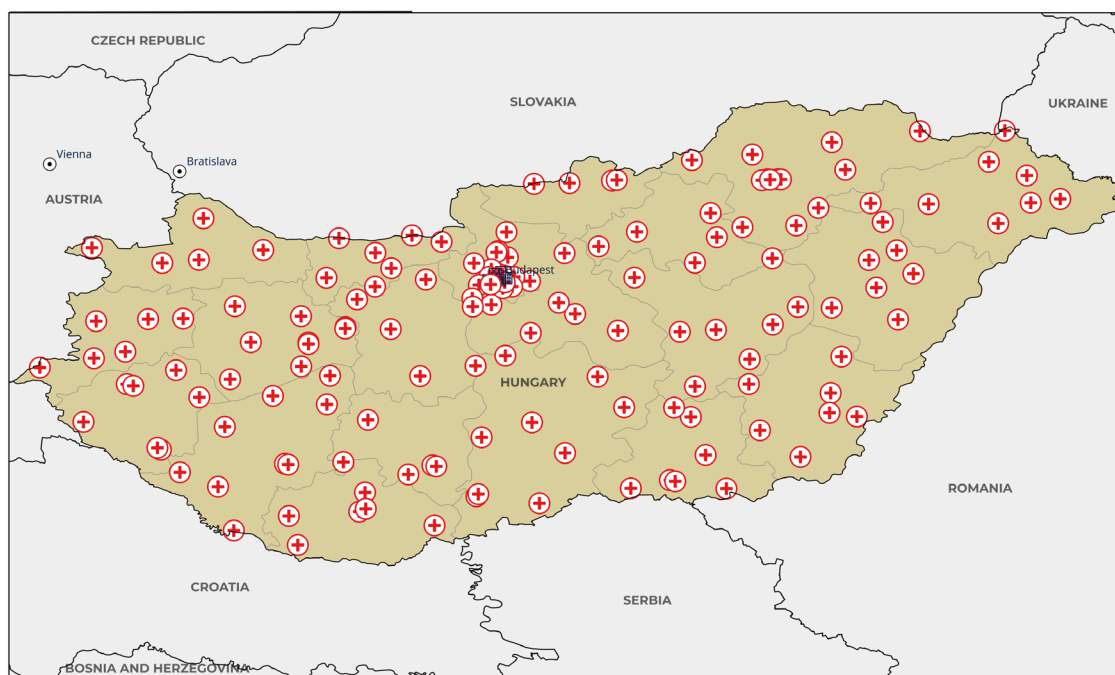 CZECH REPUBLIC
SLOVAKIA
UKRAINE
Vienna
Bratislava
AUSTRIA
Budapest
HUNGARY
ROMANIA
CROATIA
SERBIA
BOSNIA AND HERZEGOVINA